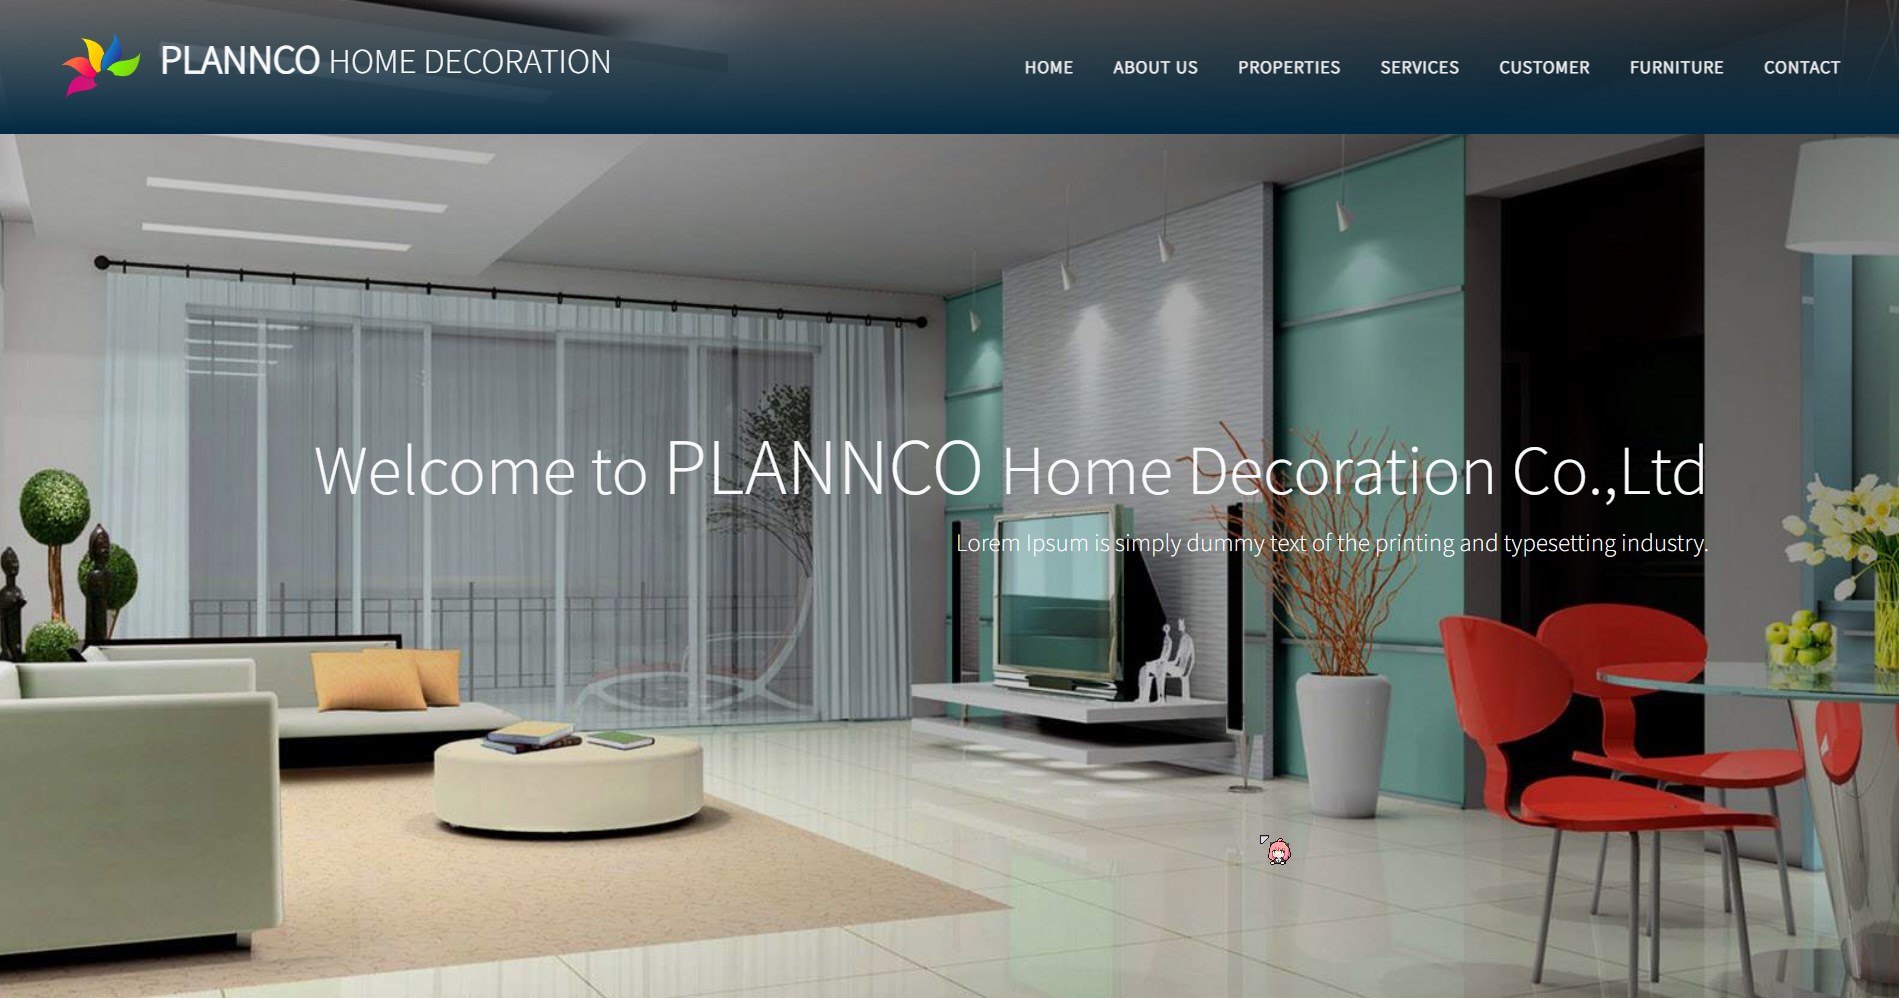 PLANNCO HOME DECORATION
HOME ABOUT US PROPERTIES SERVICES CUSTOMER FURNITURE CONTACT
Welcome to PLANNCO Home Decoration Co.,Ltd
Lorem Ipsum is simply dummy text of the printing and typesetting industry.